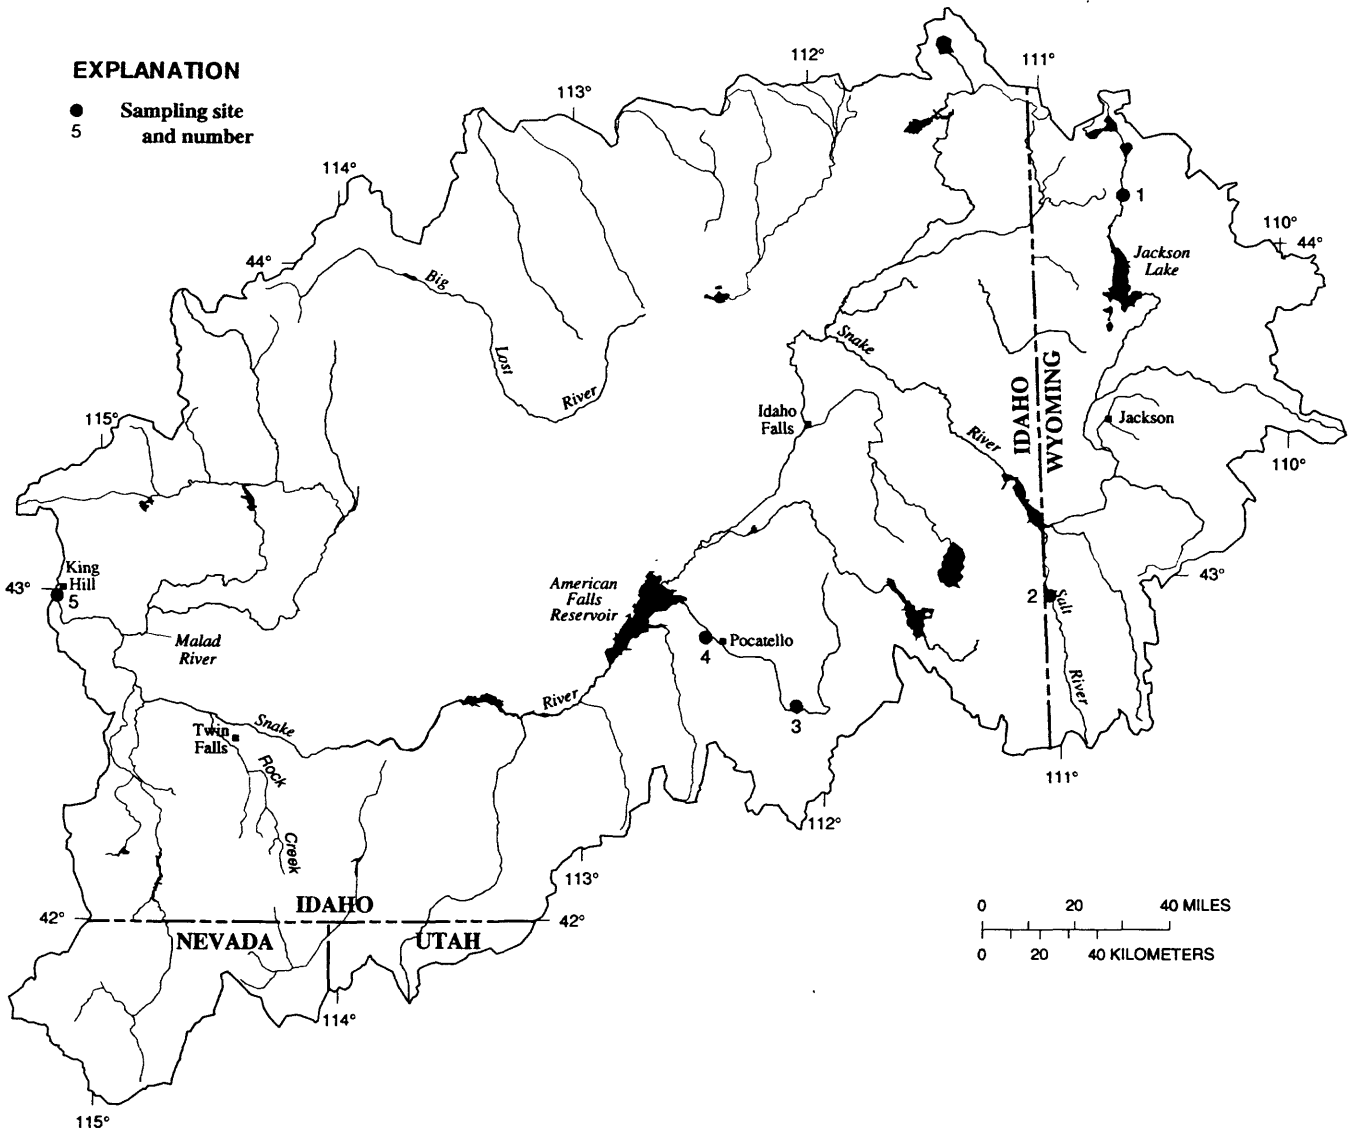 EXPLANATION
Sampling site
5
and number
111°
112°
113°
114°
1
110°
44°
Jackson
Lake
44°
Big
Snake
Lost
IDAHO
WYOMING
River
115°
Idaho
Falls
Jackson
River
110°
King
Hill
43°
5
American
Falls
Reservoir
43°
2
Salt
Malad
River
4
Pocatello
River
River
3
Snake
Twin
Falls
Rock
111°
112°
Creek
113°
42°
IDAHO
42°
NEVADA
UTAH
0 20 40 MILES
0 20 40 KILOMETERS
114°
115°